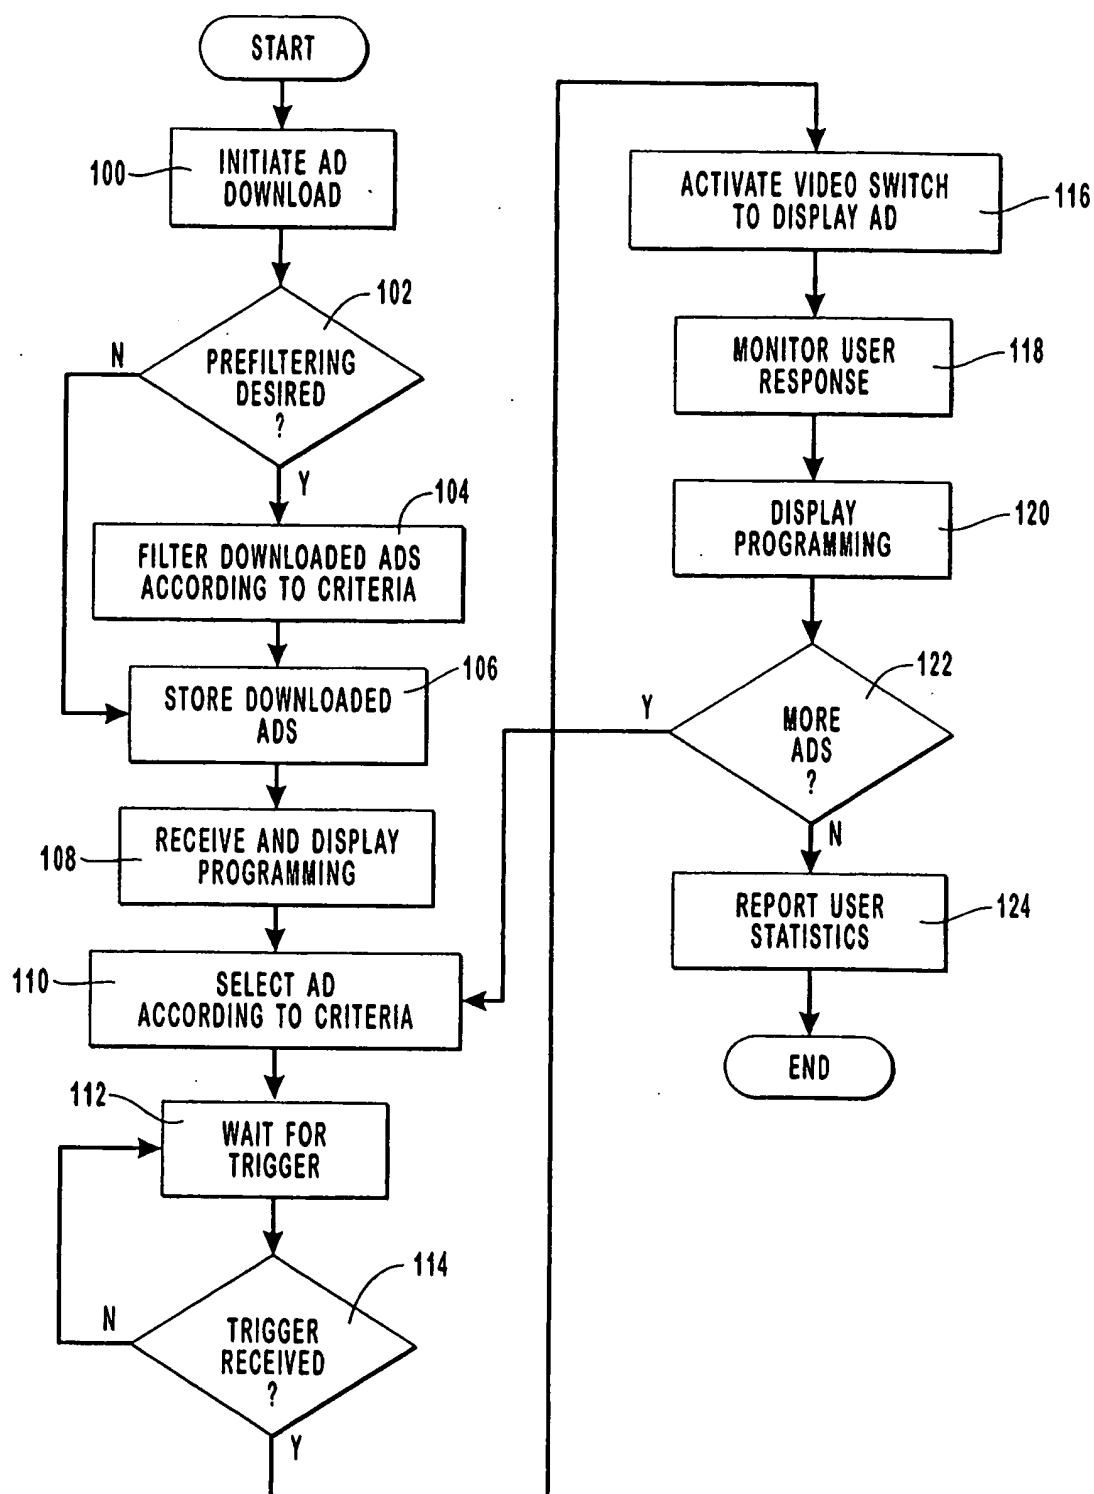 START
100
INITIATE AD
DOWNLOAD
102
N
PREFILTERING
DESIRED
?
Y
104
FILTER DOWNLOADED ADS
ACCORDING TO CRITERIA
106
STORE DOWNLOADED
ADS
108
RECEIVE AND DISPLAY
PROGRAMMING
110
SELECT AD
ACCORDING TO CRITERIA
112
WAIT FOR
TRIGGER
114
N
TRIGGER
RECEIVED
?
Y
ACTIVATE VIDEO SWITCH
TO DISPLAY AD
116
MONITOR USER
RESPONSE
118
DISPLAY
PROGRAMMING
120
122
Y
MORE
ADS
?
N
REPORT USER
STATISTICS
124
END